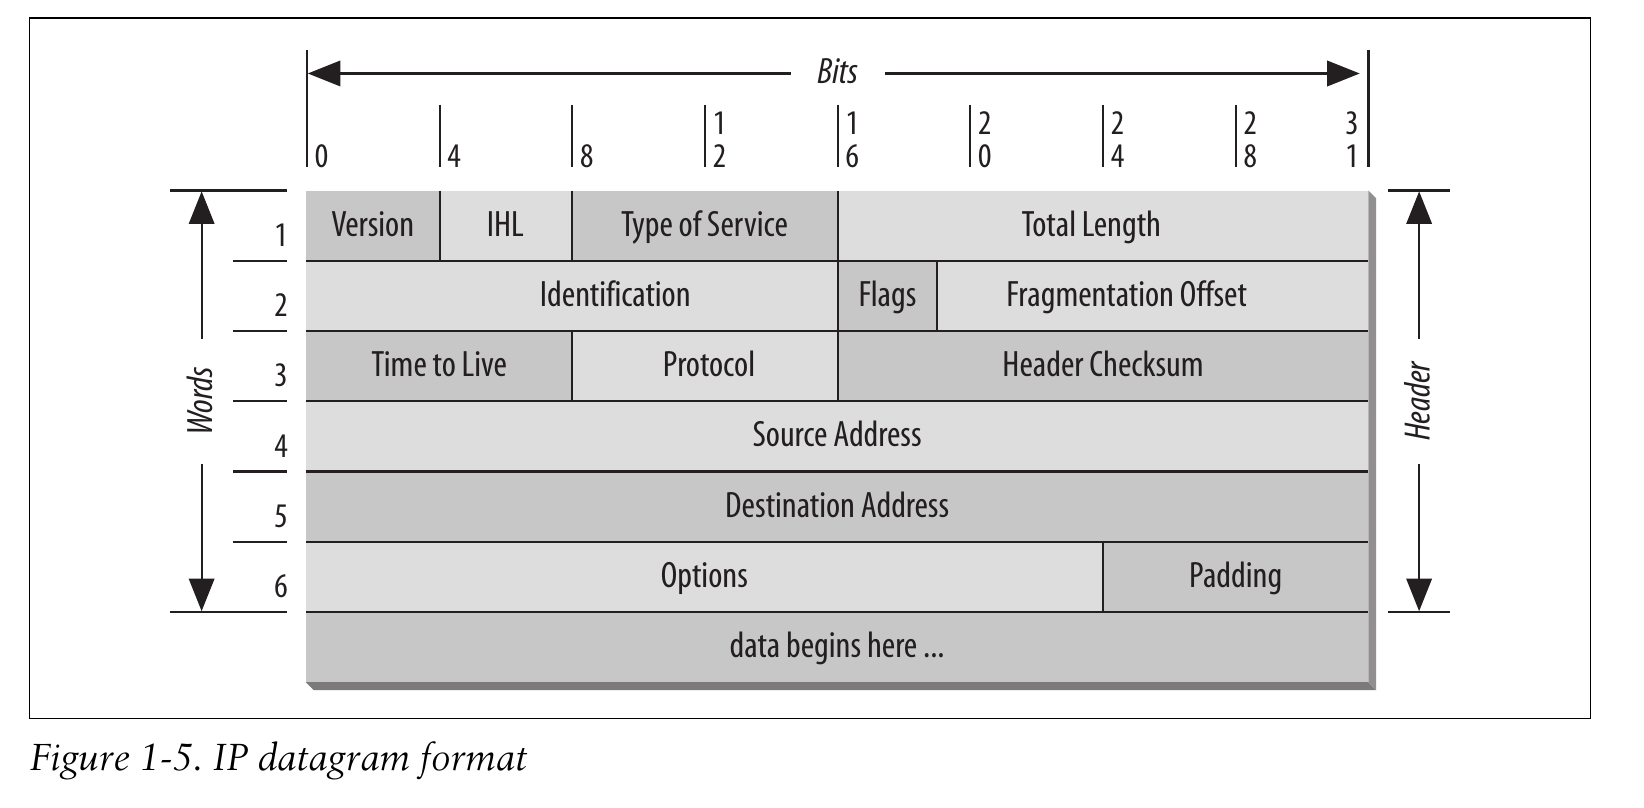 Bits
0 4 8 12 16 20 24 28 31
Words
Header
1 Version IHL Type of Service Total Length
2 Identification Flags Fragmentation Offset
3 Time to Live Protocol Header Checksum
4 Source Address
5 Destination Address
6 Options Padding
data begins here ...
Figure 1-5. IP datagram format